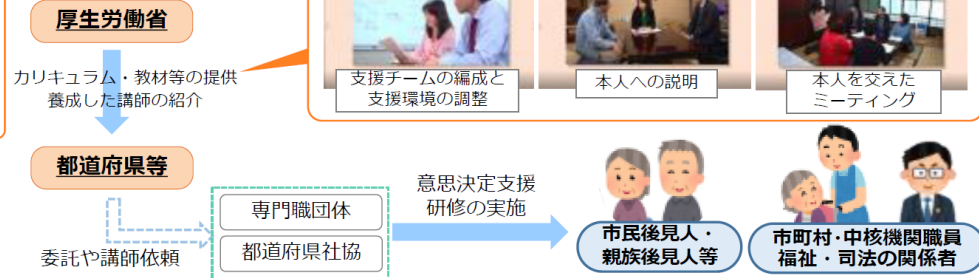 厚生労働省
カリキュラム・教材等の提供
養成した講師の紹介
支援チームの編成と
支援環境の調整
本人への説明
本人を交えた
ミーティング
都道府県等
委託や講師依頼
専門職団体
都道府県社協
意思決定支援
研修の実施
市民後見人・
親族後見人等
市町村・中核機関職員
福祉・司法の関係者